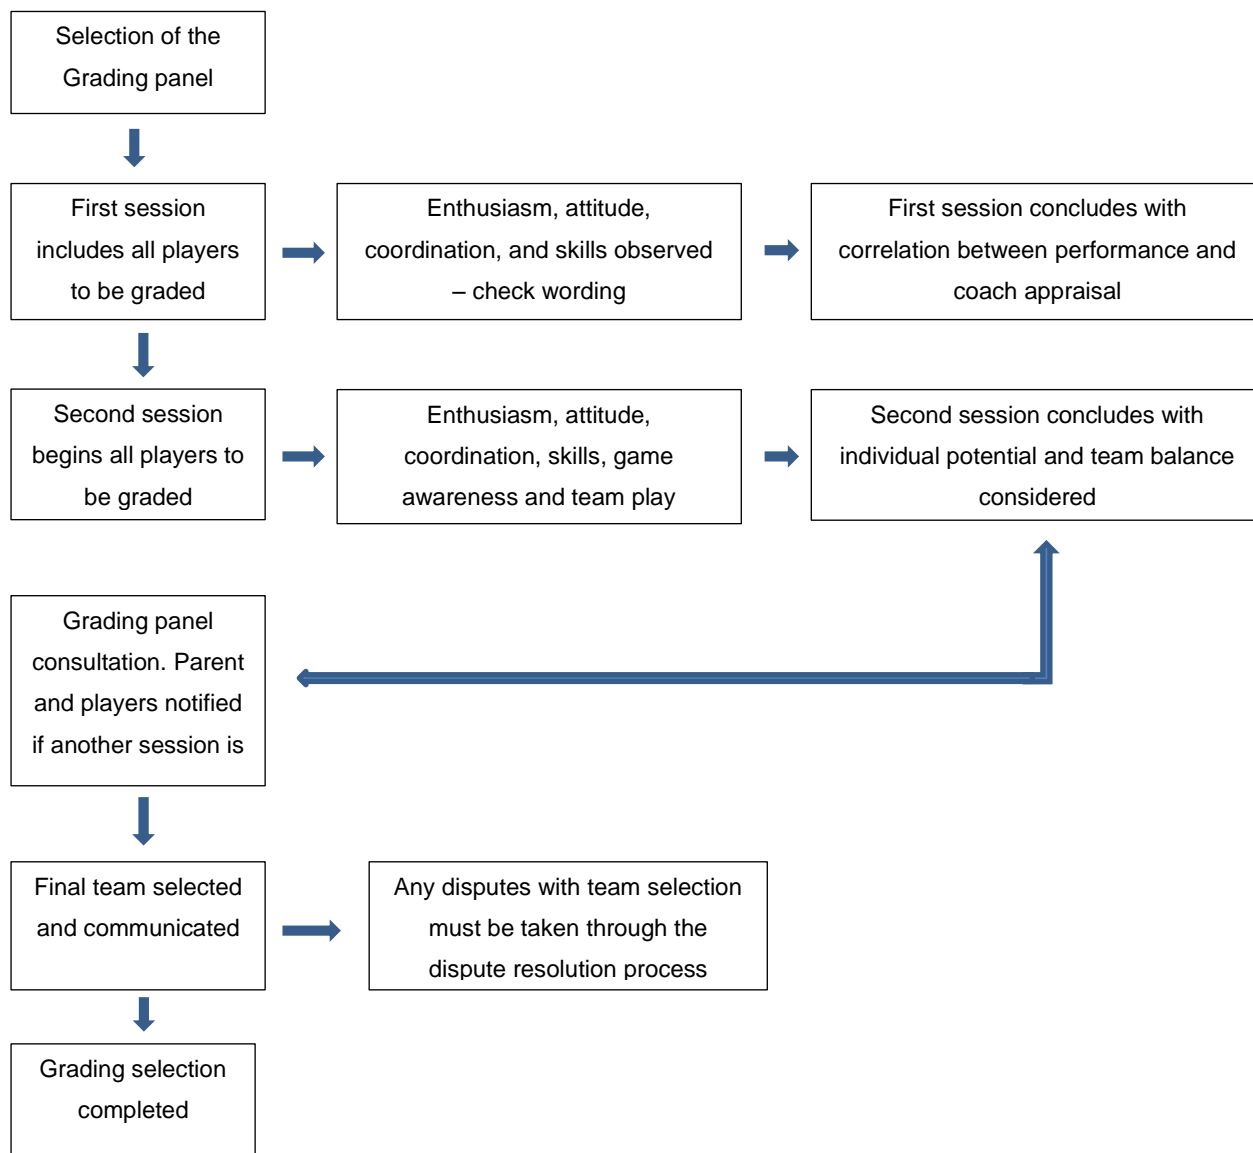 Selection of the
Grading panel
First session
includes all players
to be graded
Enthusiasm, attitude,
coordination, and skills observed
– check wording
First session concludes with
correlation between performance and
coach appraisal
Second session
begins all players to
be graded
Enthusiasm, attitude,
coordination, skills, game
awareness and team play
Second session concludes with
individual potential and team balance
considered
Grading panel
consultation. Parent
and players notified
if another session is
Final team selected
and communicated
Any disputes with team selection
must be taken through the
dispute resolution process
Grading selection
completed